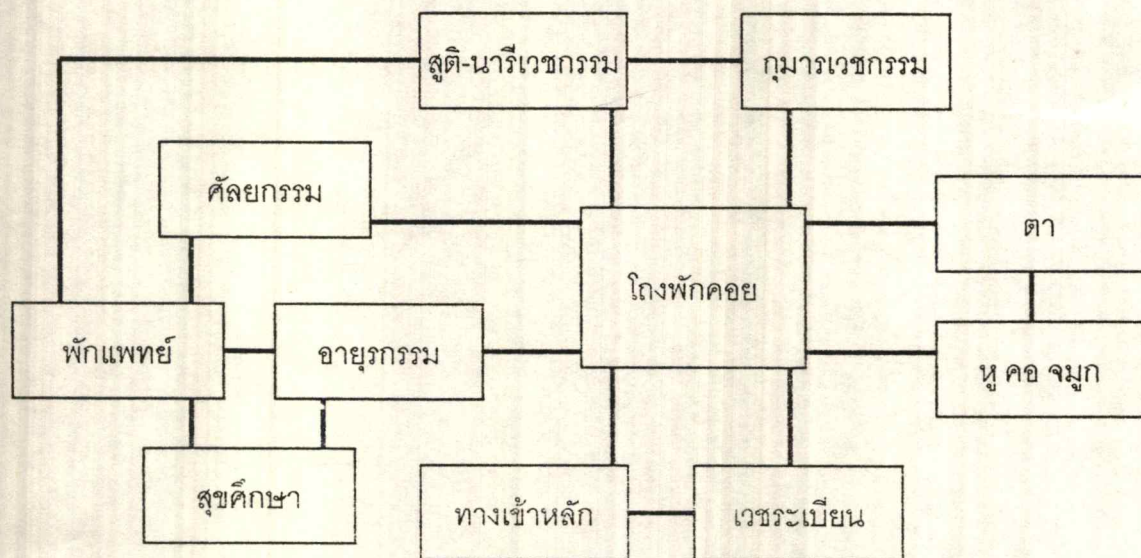 สูติ-นารีเวชกรรม
กุมารเวชกรรม
ศัลยกรรม
ตา
โถงพักคอย
พักแพทย์
อายุรกรรม
หู คอ จมูก
สุขศึกษา
ทางเข้าหลัก
เวชระเบียน